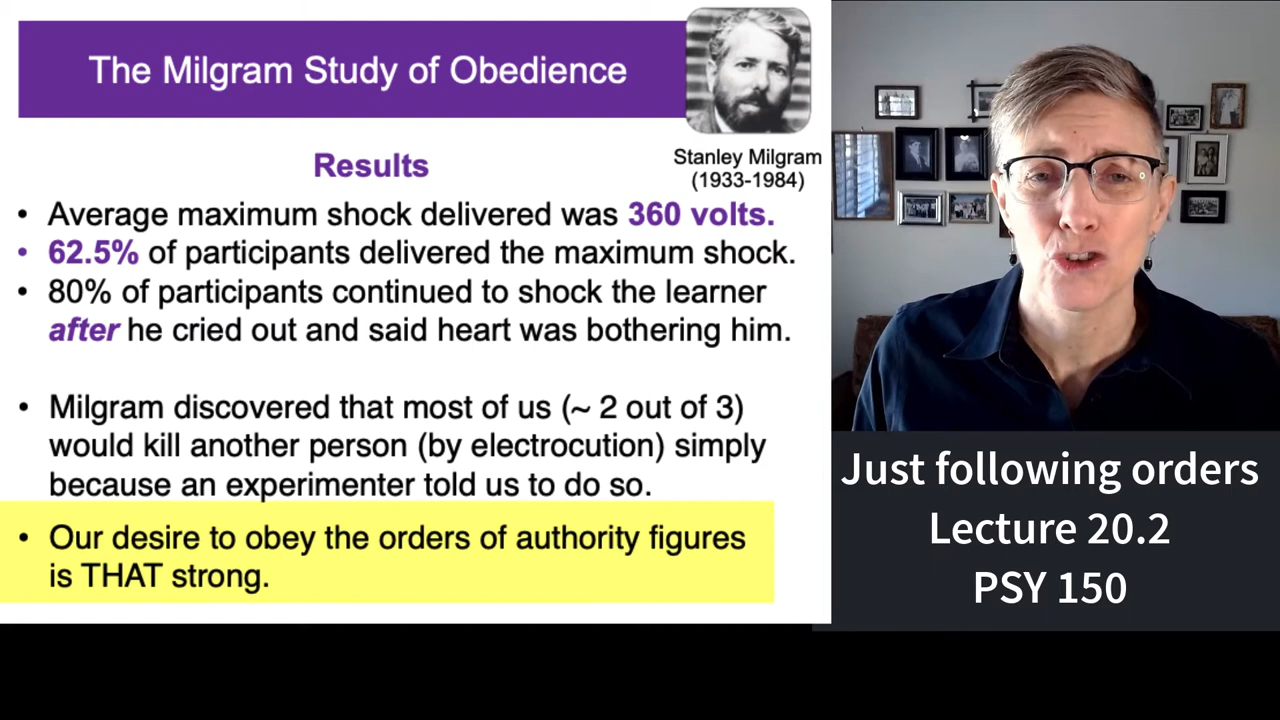 The Milgram Study of Obedience
Stanley Milgram
(1933-1984)
Results
• Average maximum shock delivered was 360 volts.
• 62.5% of participants delivered the maximum shock.
• 80% of participants continued to shock the learner
after he cried out and said heart was bothering him.
• Milgram discovered that most of us (~ 2 out of 3)
would kill another person (by electrocution) simply
because an experimenter told us to do so.
• Our desire to obey the orders of authority figures
is THAT strong.
Just following orders
Lecture 20.2
PSY 150